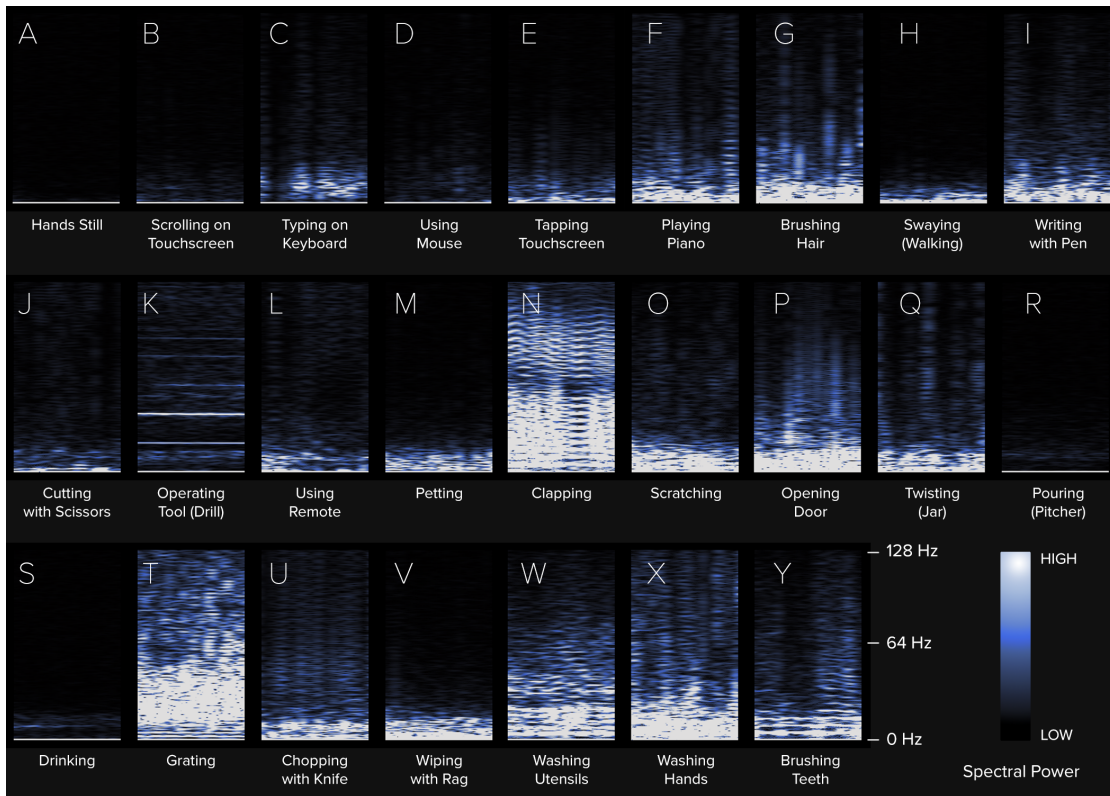 A B C D E F G H I
Hands Still
Scrolling on
Touchscreen
Typing on
Keyboard
Using
Mouse
Tapping
Touchscreen
Playing
Piano
Brushing
Hair
Swaying
(Walking)
Writing
with Pen
J K L M N O P Q R
Cutting
with Scissors
Operating
Tool (Drill)
Using
Remote
Petting
Clapping
Scratching
Opening
Door
Twisting
(Jar)
Pouring
(Pitcher)
S T U V W X Y
Drinking
Grating
Chopping
with Knife
Wiping
with Rag
Washing
Utensils
Washing
Hands
Brushing
Teeth
128 Hz
64 Hz
0 Hz
HIGH
LOW
Spectral Power